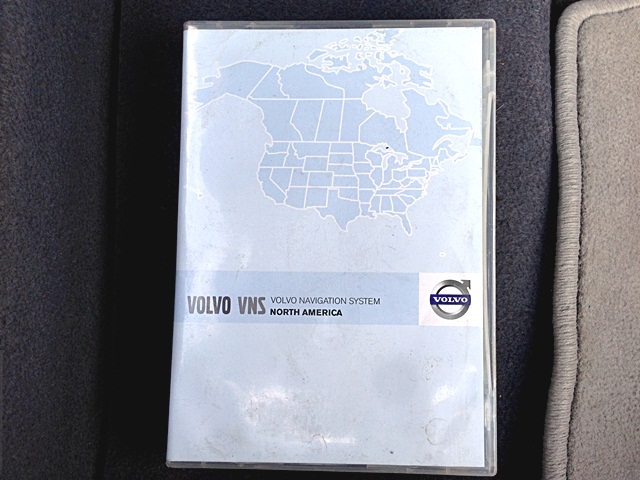 VOLVO VNS VOLVO NAVIGATION SYSTEM
NORTH AMERICA
VOLVO